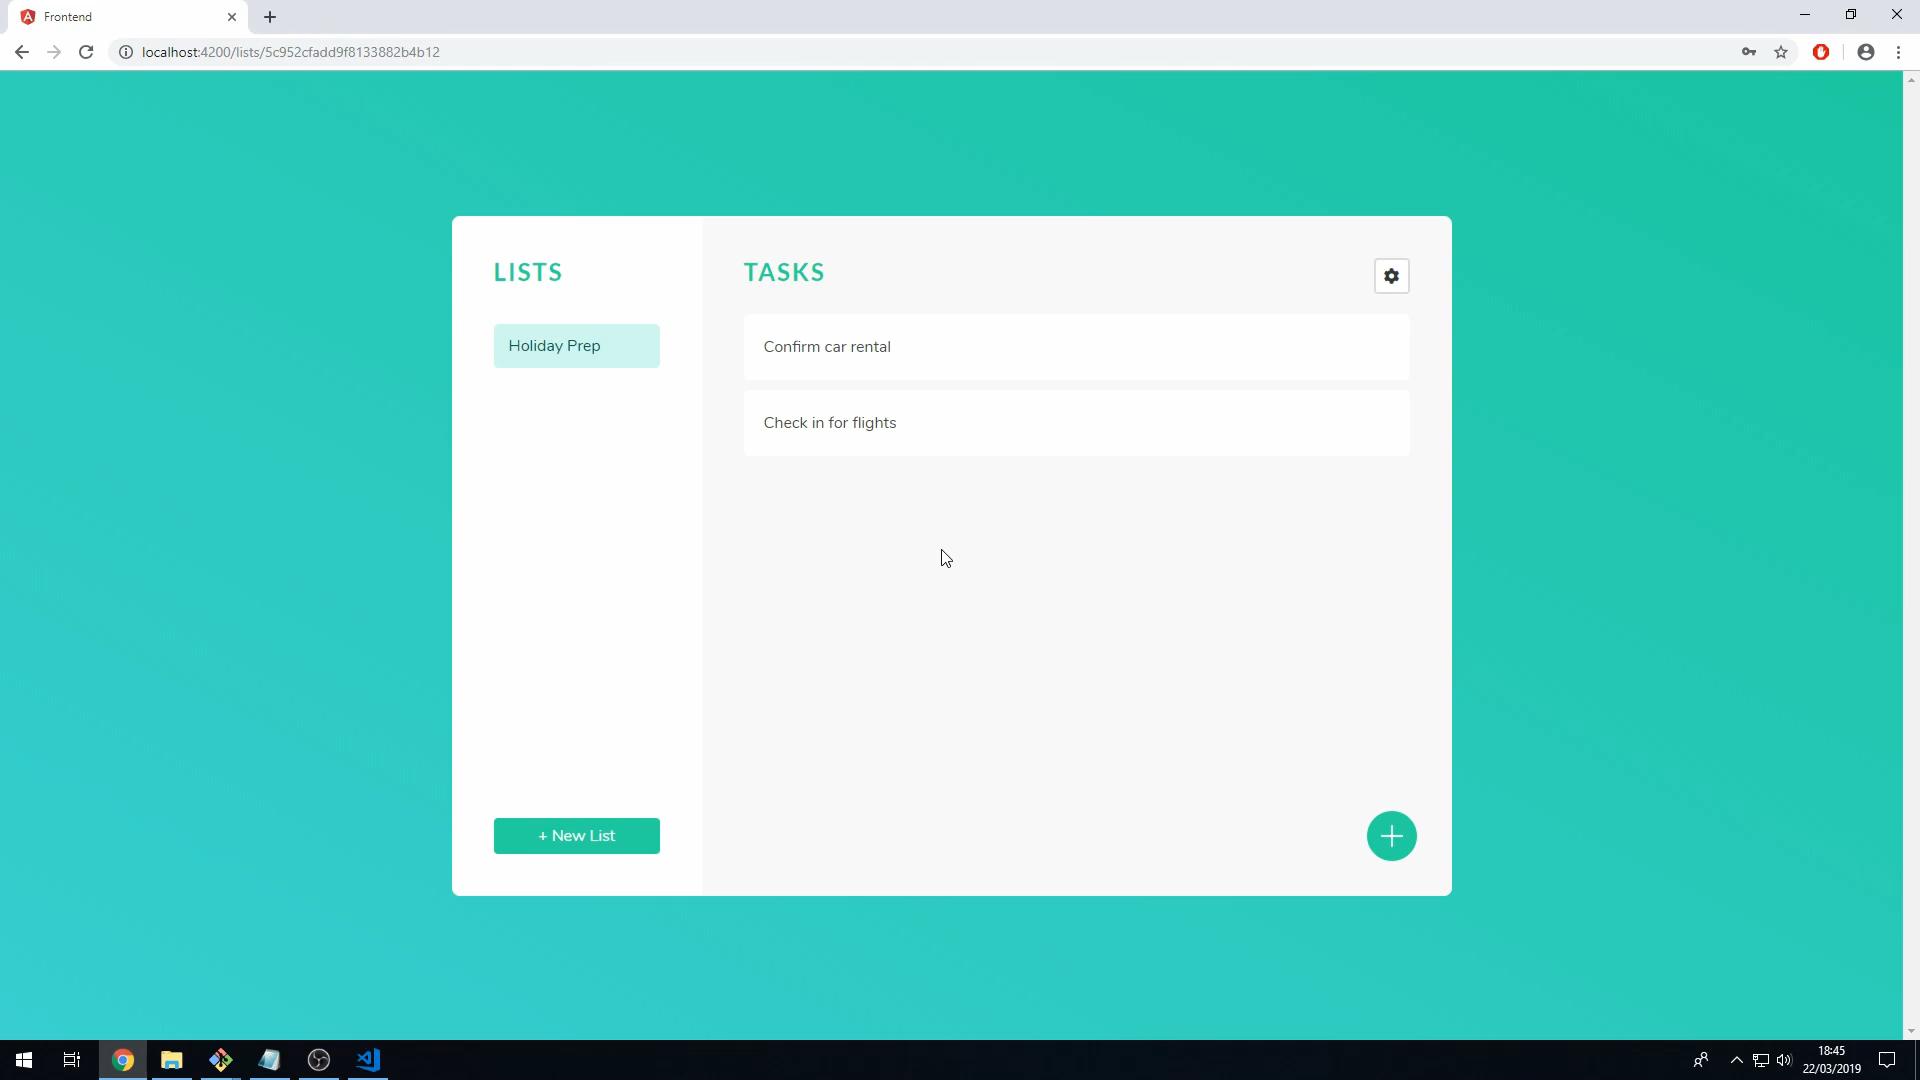 Frontend
localhost:4200/lists/5c952cfadd9f8133882b4b12
LISTS
TASKS
Holiday Prep
Confirm car rental
Check in for flights
+ New List
18:45
22/03/2019